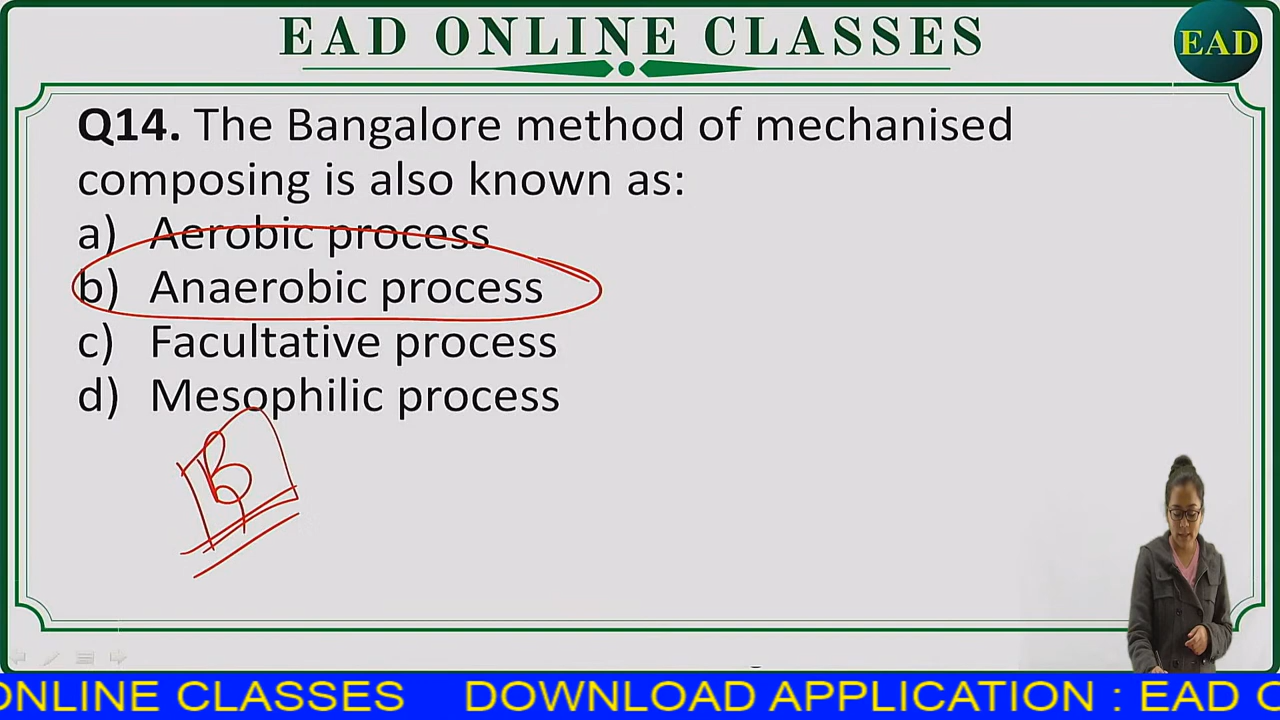 EAD ONLINE CLASSES
EAD
Q14. The Bangalore method of mechanised
composing is also known as:
a) Aerobic process
b) Anaerobic process
c) Facultative process
d) Mesophilic process
B
ONLINE CLASSES DOWNLOAD APPLICATION : EAD